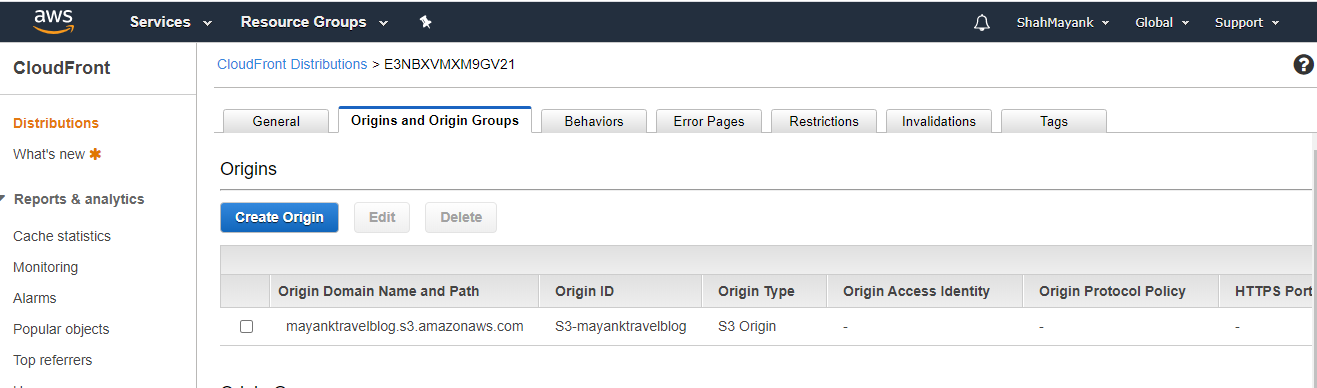 aws Services Resource Groups ShahMayank Global Support
CloudFront
CloudFront Distributions > E3NBXVMXM9GV21
?
General Origins and Origin Groups Behaviors Error Pages Restrictions Invalidations Tags
Distributions
What's new
Reports & analytics
Cache statistics
Monitoring
Alarms
Popular objects
Top referrers
Origins
Create Origin Edit Delete
Origin Domain Name and Path Origin ID Origin Type Origin Access Identity Origin Protocol Policy HTTPS Port
mayanktravelblog.s3.amazonaws.com S3-mayanktravelblog S3 Origin - - -